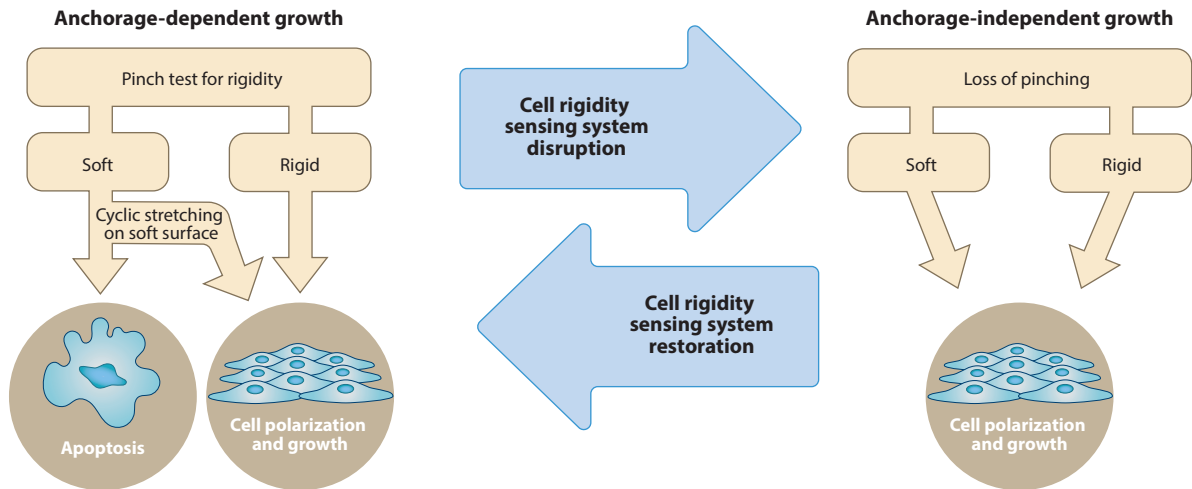 Anchorage-dependent growth
Pinch test for rigidity
Soft
Rigid
Cyclic stretching
on soft surface
Apoptosis
Cell polarization
and growth
Cell rigidity
sensing system
disruption
Cell rigidity
sensing system
restoration
Anchorage-independent growth
Loss of pinching
Soft
Rigid
Cell polarization
and growth